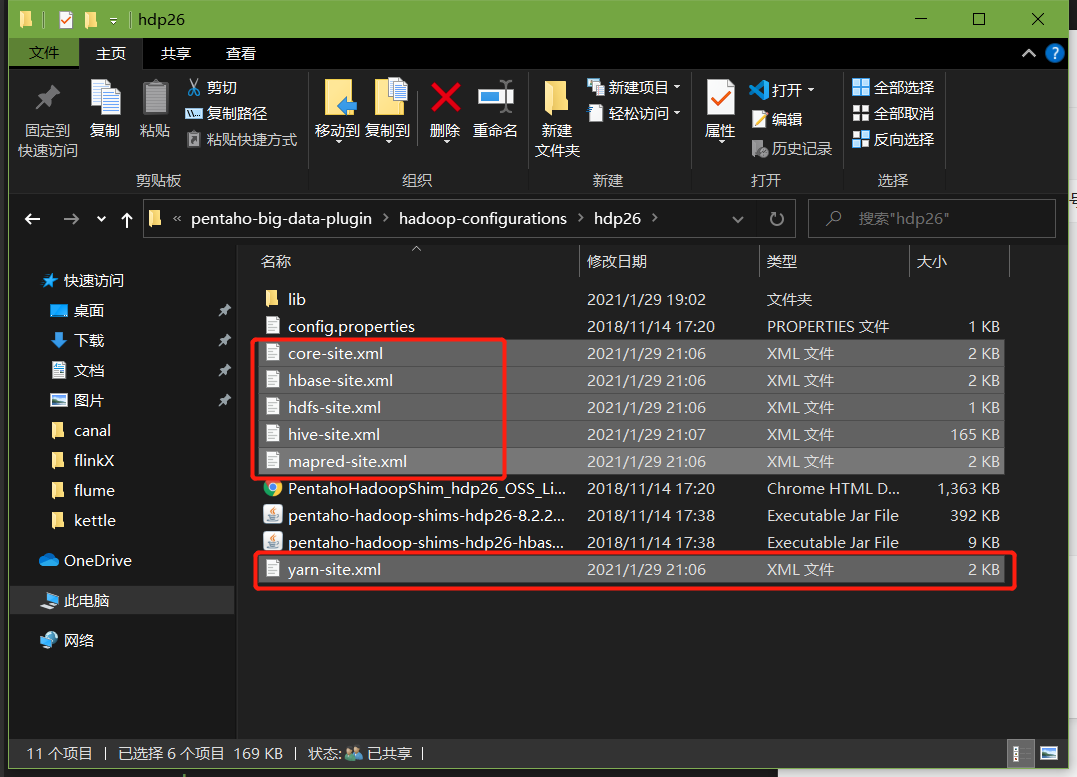 hdp26
文件 主页 共享 查看
固定到快速访问 复制 粘贴 剪切 复制路径 粘贴快捷方式 移动到 复制到 删除 重命名 新建文件夹 新建项目 轻松访问 属性 打开 编辑 历史记录 全部选择 全部取消 反向选择
剪贴板 组织 新建 打开 选择
« pentaho-big-data-plugin > hadoop-configurations > hdp26 > 搜索"hdp26"
名称 修改日期 类型 大小
快速访问
桌面
下载
文档
图片
canal
flinkX
flume
kettle
OneDrive
此电脑
网络
lib 2021/1/29 19:02 文件夹
config.properties 2018/11/14 17:20 PROPERTIES 文件 1 KB
core-site.xml 2021/1/29 21:06 XML 文件 2 KB
hbase-site.xml 2021/1/29 21:06 XML 文件 2 KB
hdfs-site.xml 2021/1/29 21:06 XML 文件 1 KB
hive-site.xml 2021/1/29 21:07 XML 文件 165 KB
mapred-site.xml 2021/1/29 21:06 XML 文件 2 KB
PentahoHadoopShim_hdp26_OSS_Li... 2018/11/14 17:20 Chrome HTML D... 1,363 KB
pentaho-hadoop-shims-hdp26-8.2.2... 2018/11/14 17:38 Executable Jar File 392 KB
pentaho-hadoop-shims-hdp26-hbas... 2018/11/14 17:38 Executable Jar File 9 KB
yarn-site.xml 2021/1/29 21:06 XML 文件 2 KB
11 个项目 已选择 6 个项目 169 KB 状态: 已共享